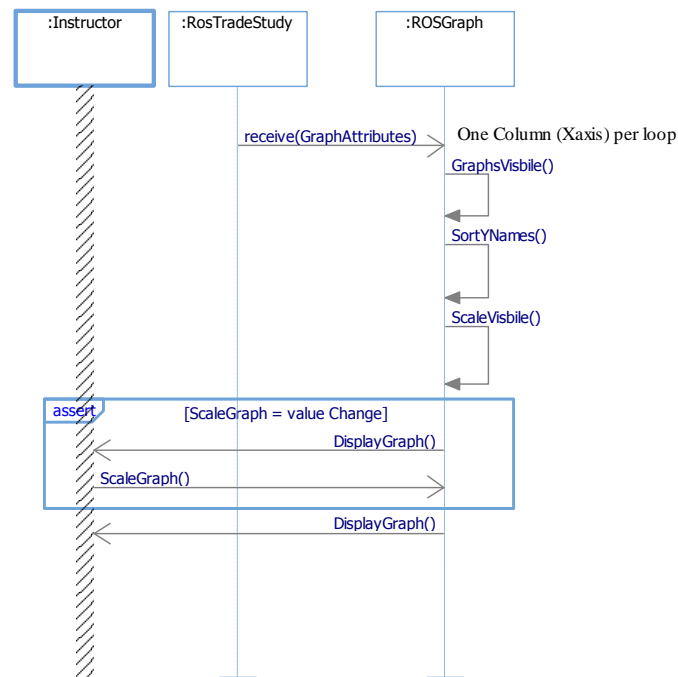 :Instructor
:RosTradeStudy
:ROSGraph
receive(GraphAttributes)
One Column (Xaxis) per loop
GraphsVisbile()
SortYNames()
ScaleVisbile()
assert
[ScaleGraph = value Change]
DisplayGraph()
ScaleGraph()
DisplayGraph()